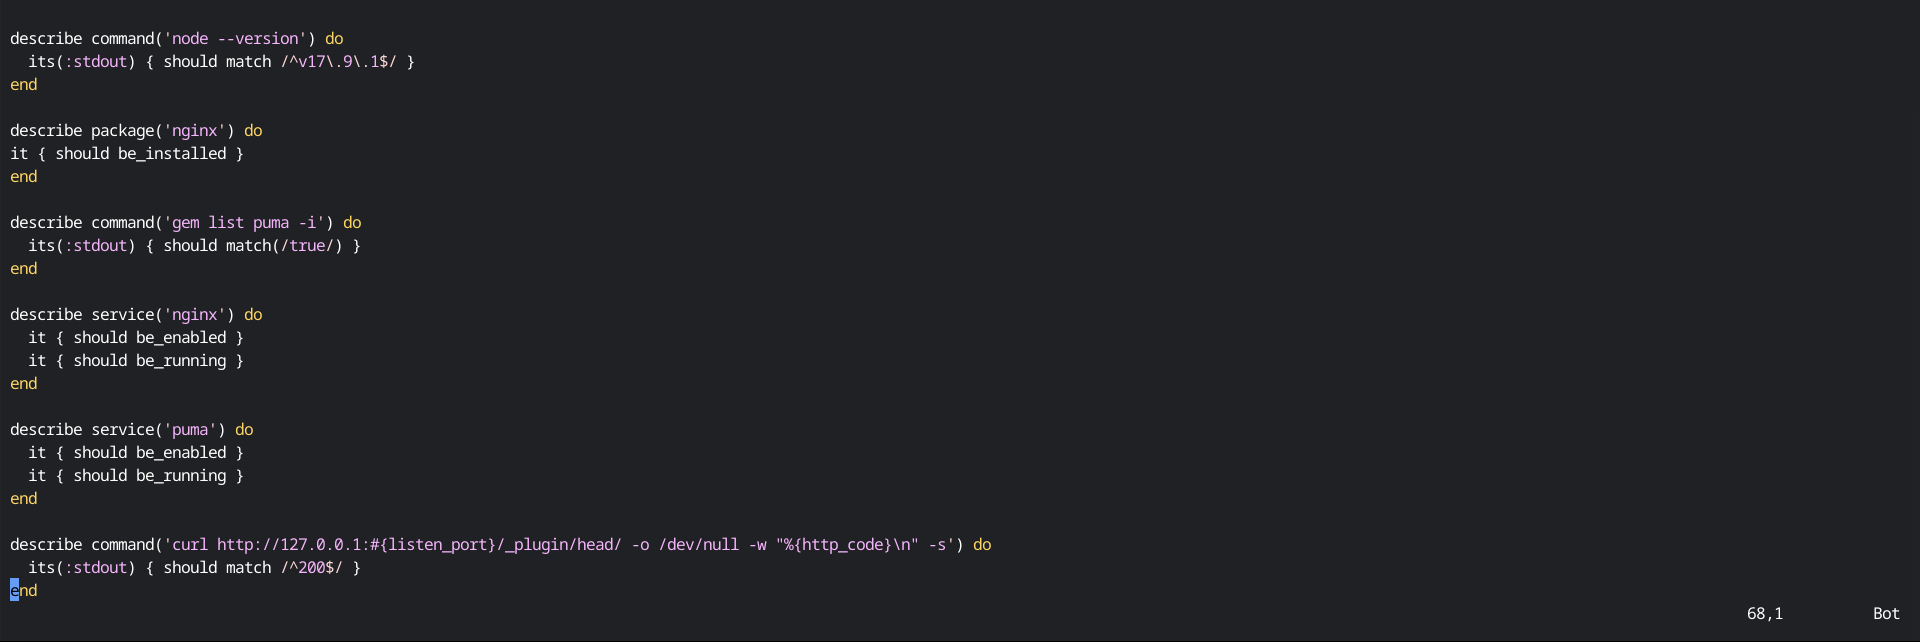 describe command('node --version') do
  its(:stdout) { should match /^v17\.9\.1$/ }
end

describe package('nginx') do
it { should be_installed }
end

describe command('gem list puma -i') do
  its(:stdout) { should match(/true/) }
end

describe service('nginx') do
  it { should be_enabled }
  it { should be_running }
end

describe service('puma') do
  it { should be_enabled }
  it { should be_running }
end

describe command('curl http://127.0.0.1:#{listen_port}/_plugin/head/ -o /dev/null -w "%{http_code}\n" -s') do
  its(:stdout) { should match /^200$/ }
end
68,1 Bot